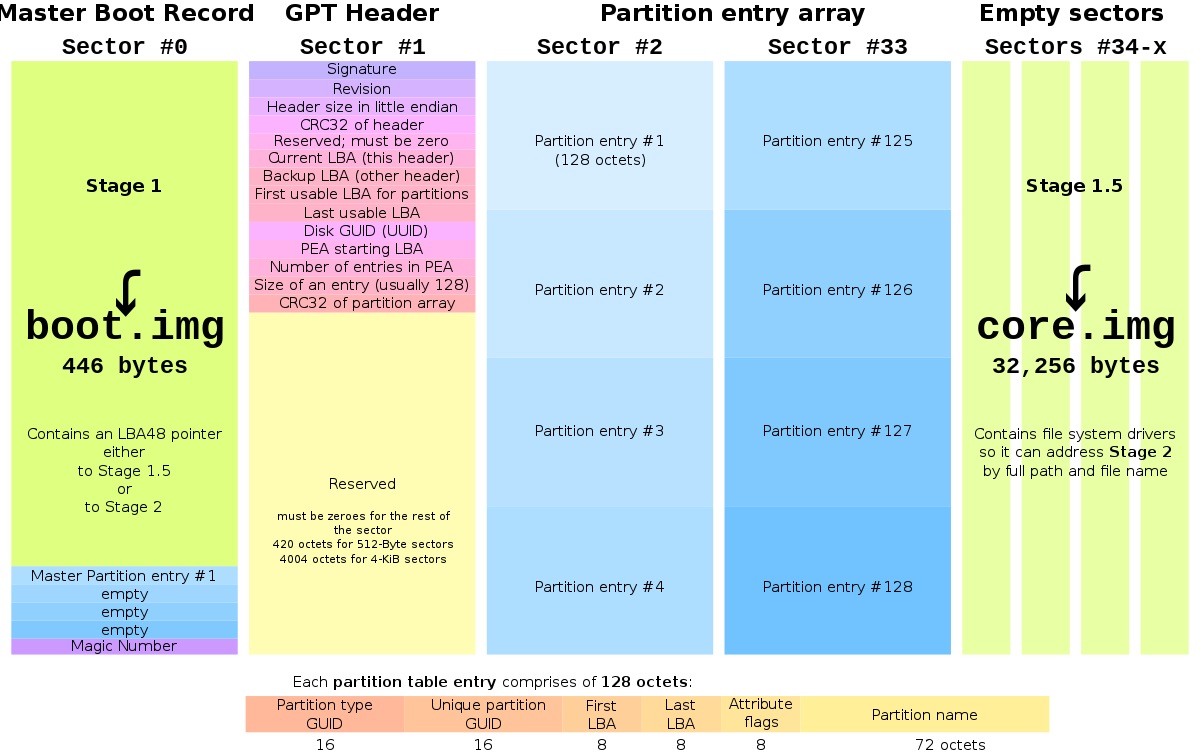 Master Boot Record
GPT Header
Partition entry array
Empty sectors
Sector #0
Sector #1
Sector #2
Sector #33
Sectors #34-x
Stage 1
boot.img
446 bytes
Contains an LBA48 pointer
either
to Stage 1.5
or
to Stage 2
Master Partition entry #1
empty
empty
empty
Magic Number
Signature
Revision
Header size in little endian
CRC32 of header
Reserved; must be zero
Current LBA (this header)
Backup LBA (other header)
First usable LBA for partitions
Last usable LBA
Disk GUID (UUID)
PEA starting LBA
Number of entries in PEA
Size of an entry (usually 128)
CRC32 of partition array
Reserved
must be zeroes for the rest of
the sector
420 octets for 512-Byte sectors
4004 octets for 4-KiB sectors
Partition entry #1
(128 octets)
Partition entry #2
Partition entry #3
Partition entry #4
Partition entry #125
Partition entry #126
Partition entry #127
Partition entry #128
Stage 1.5
core.img
32,256 bytes
Contains file system drivers
so it can address Stage 2
by full path and file name
Each partition table entry comprises of 128 octets:
Partition type
GUID
Unique partition
GUID
First
LBA
Last
LBA
Attribute
flags
Partition name
16
16
8
8
8
72 octets